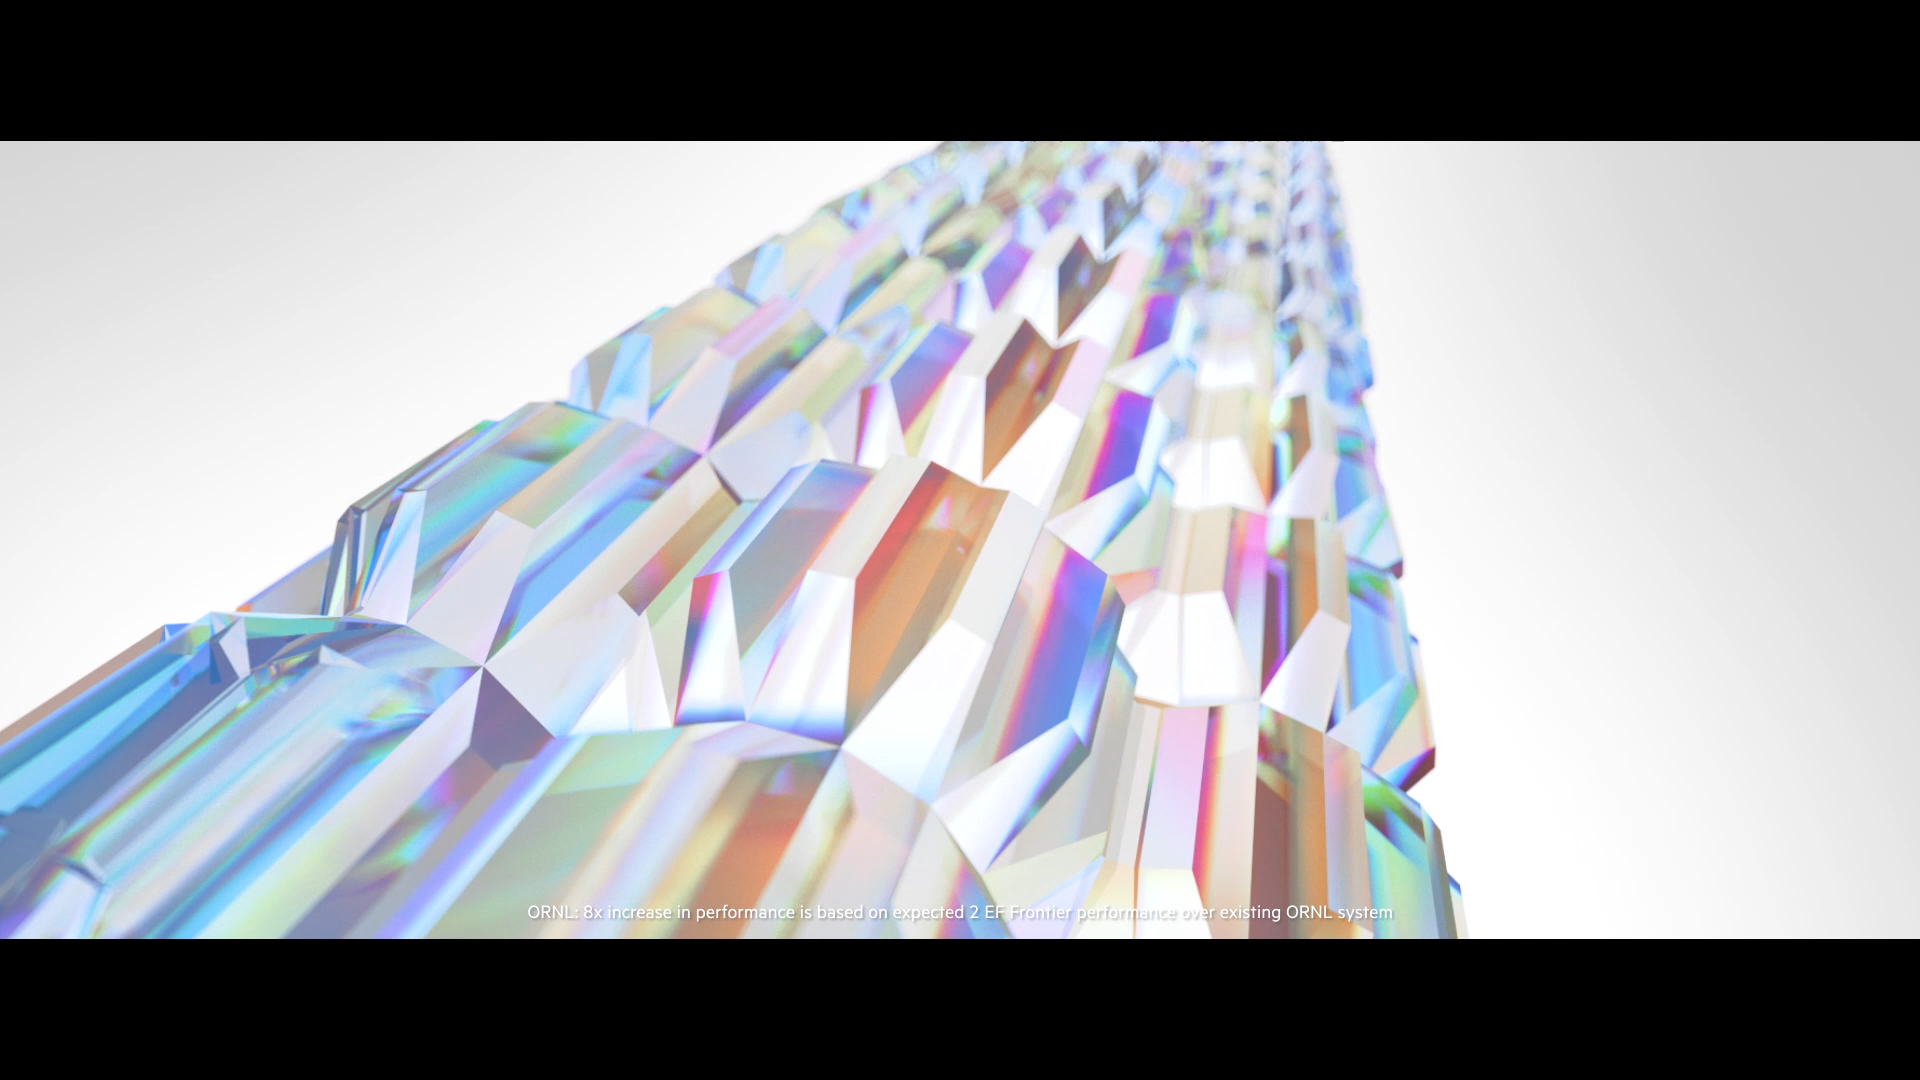 ORNL: 8x increase in performance is based on expected 2 EF Frontier performance over existing ORNL system